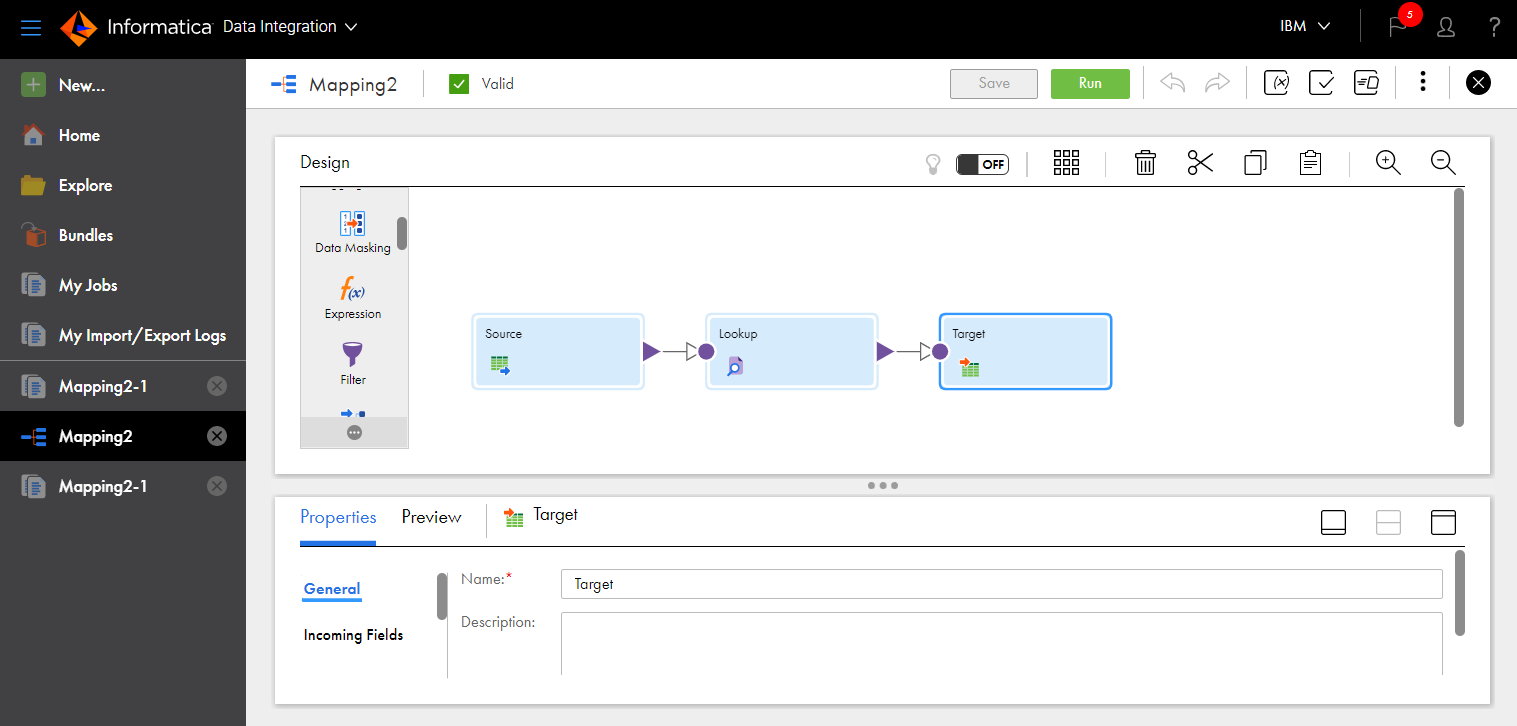 Informatica Data Integration
IBM
5
?
New...
Home
Explore
Bundles
My Jobs
My Import/Export Logs
Mapping2-1
Mapping2
Mapping2-1
Mapping2
Valid
Save
Run
(x)
Design
OFF
Data Masking
f(x)
Expression
Filter
Source
Lookup
Target
Properties
Preview
Target
General
Incoming Fields
Name:*
Target
Description: